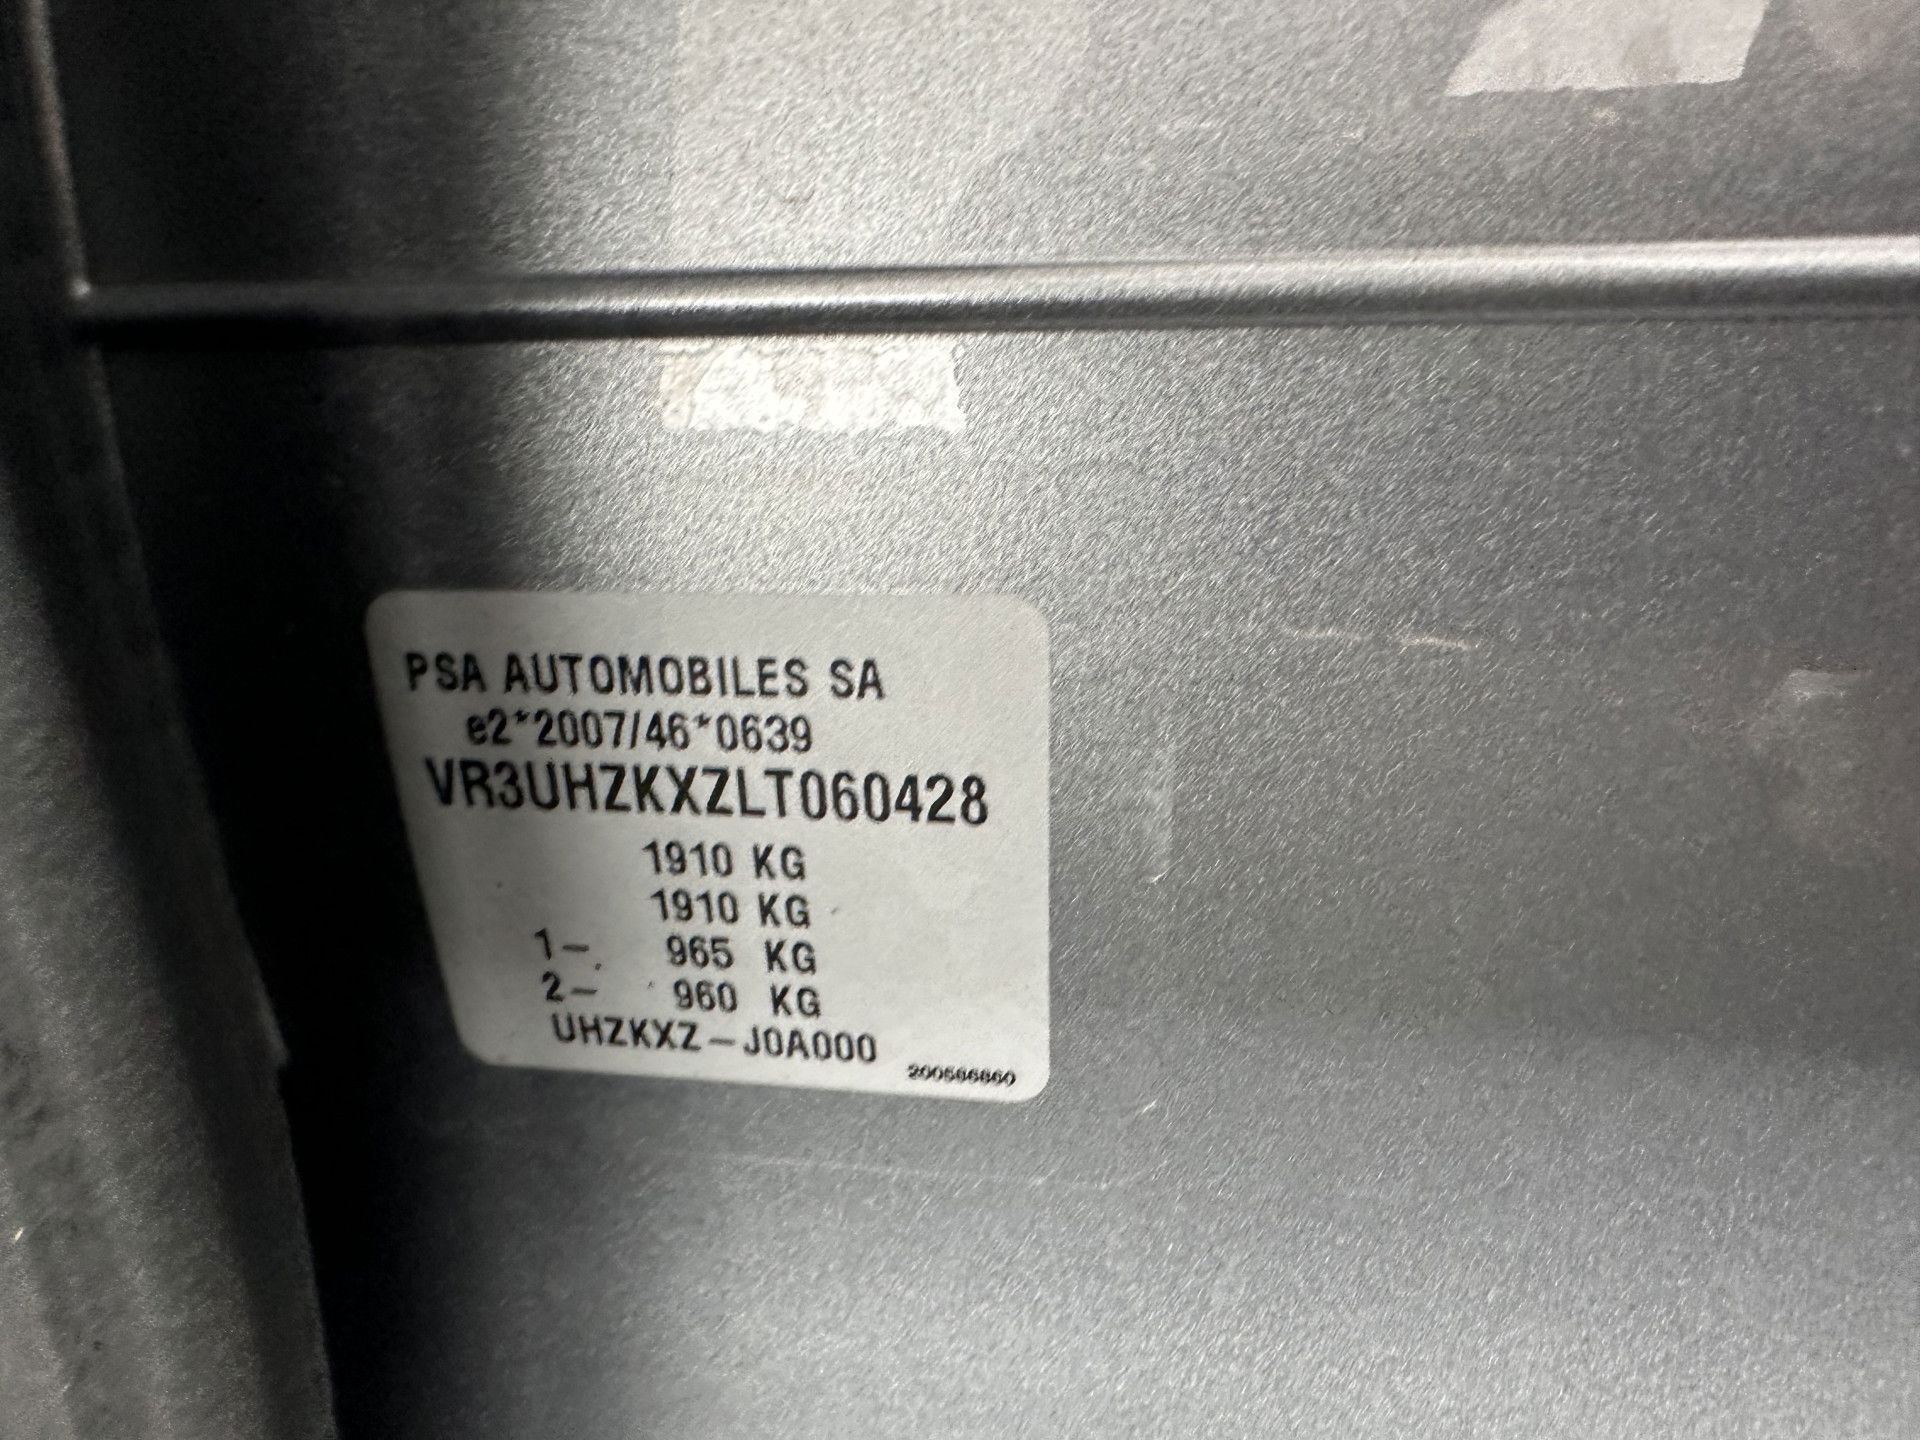 PSA AUTOMOBILES SA
e2*2007/46*0639
VR3UHZKXZLT060428
1910 KG
1910 KG
1- 965 KG
2- 960 KG
UHZKXZ-J0A000
200586860